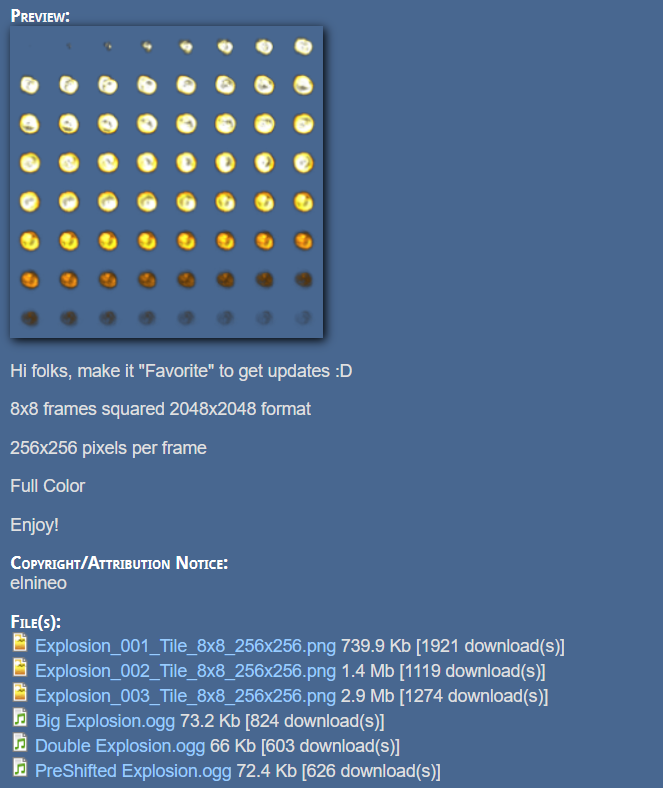 Preview:
Hi folks, make it "Favorite" to get updates :D
8x8 frames squared 2048x2048 format
256x256 pixels per frame
Full Color
Enjoy!
Copyright/Attribution Notice:
elnineo
File(s):
Explosion_001_Tile_8x8_256x256.png 739.9 Kb [1921 download(s)]
Explosion_002_Tile_8x8_256x256.png 1.4 Mb [1119 download(s)]
Explosion_003_Tile_8x8_256x256.png 2.9 Mb [1274 download(s)]
Big Explosion.ogg 73.2 Kb [824 download(s)]
Double Explosion.ogg 66 Kb [603 download(s)]
PreShifted Explosion.ogg 72.4 Kb [626 download(s)]